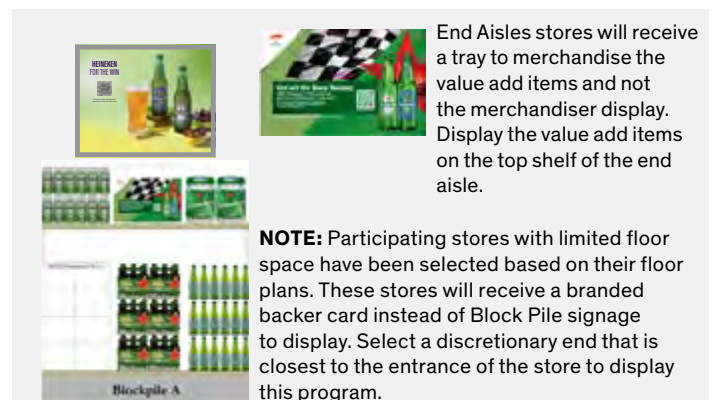 HEINEKEN
FOR THE WIN
End Aisles stores will receive
a tray to merchandise the
value add items and not
the merchandiser display.
Display the value add items
on the top shelf of the end
aisle.
NOTE: Participating stores with limited floor
space have been selected based on their floor
plans. These stores will receive a branded
backer card instead of Block Pile signage
to display. Select a discretionary end that is
closest to the entrance of the store to display
this program.
Blockpile A